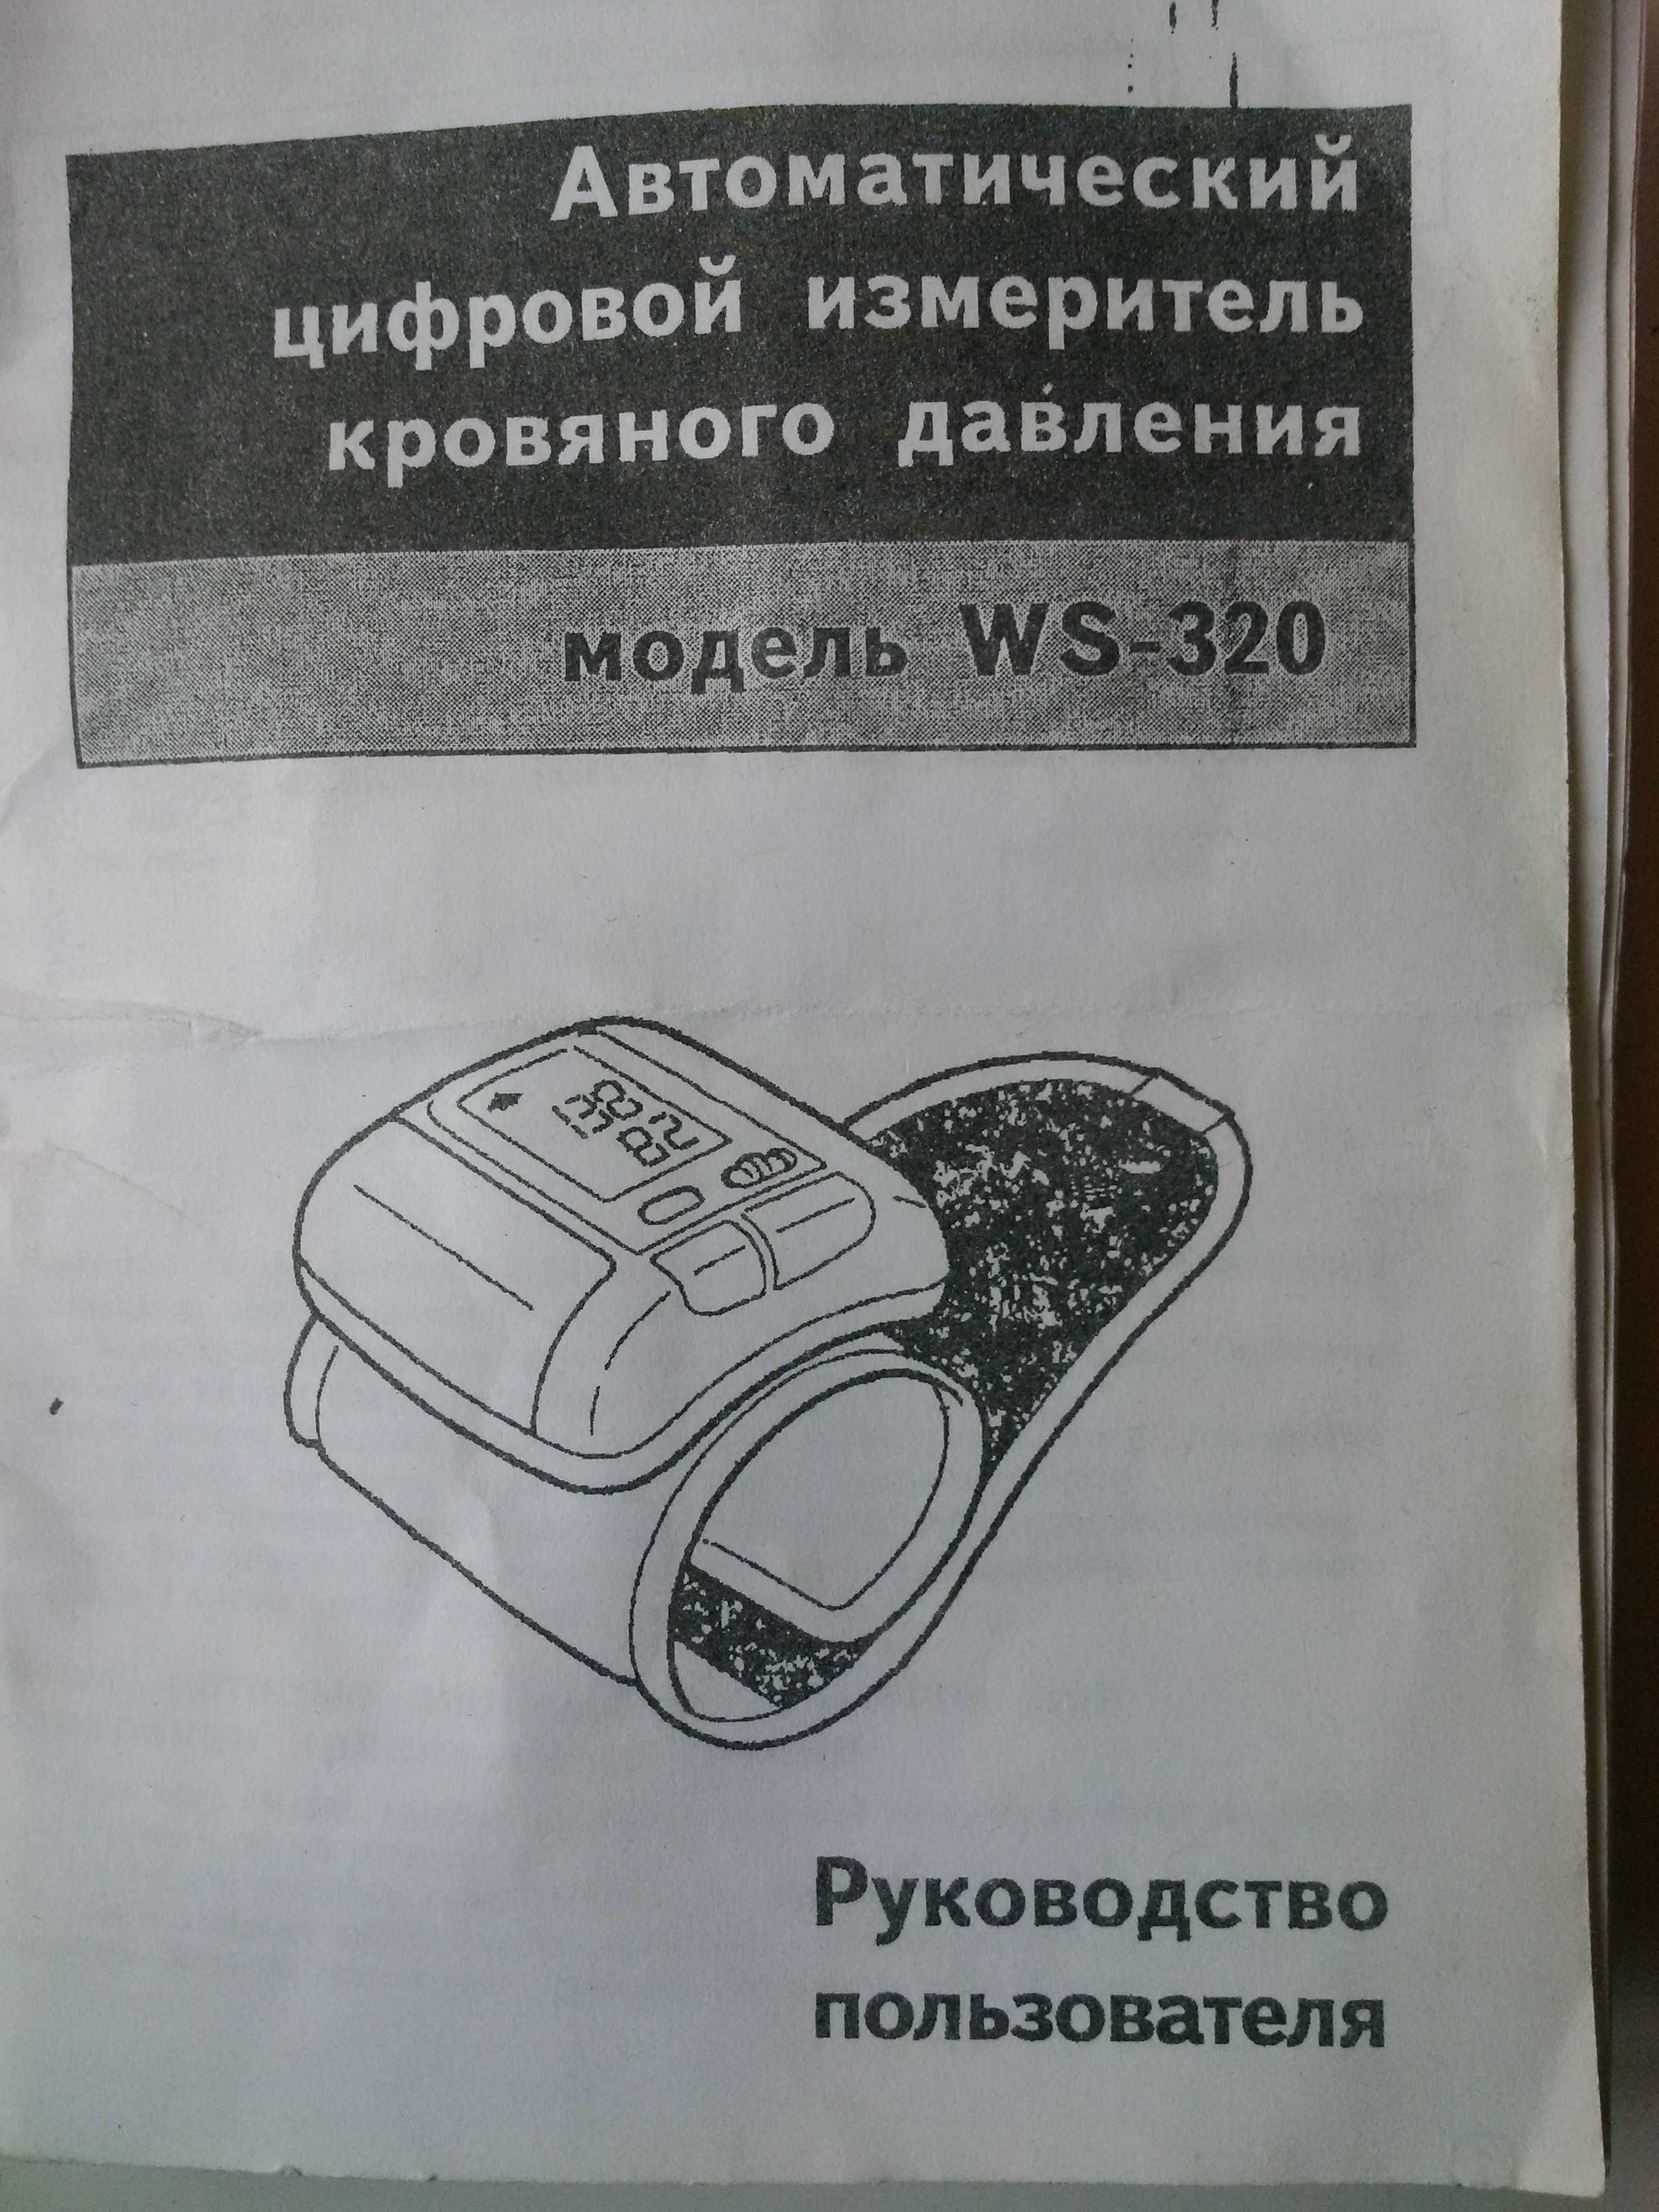 Автоматический
цифровой измеритель
кровяного давления
модель WS-320
Руководство
пользователя